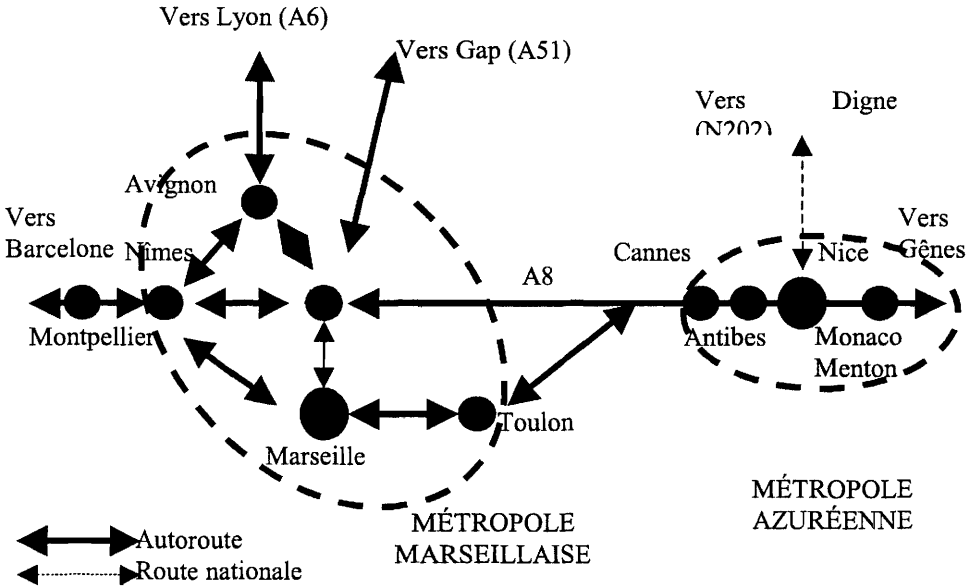 Vers Lyon (A6)
Vers Gap (A51)
Vers Digne
(N202)
Avignon
Vers
Barcelone
Nîmes
Cannes
Nice
Vers
Gênes
A8
Montpellier
Antibes
Monaco
Menton
Toulon
Marseille
MÉTROPOLE
AZURÉENNE
MÉTROPOLE
MARSEILLAISE
Autoroute
Route nationale